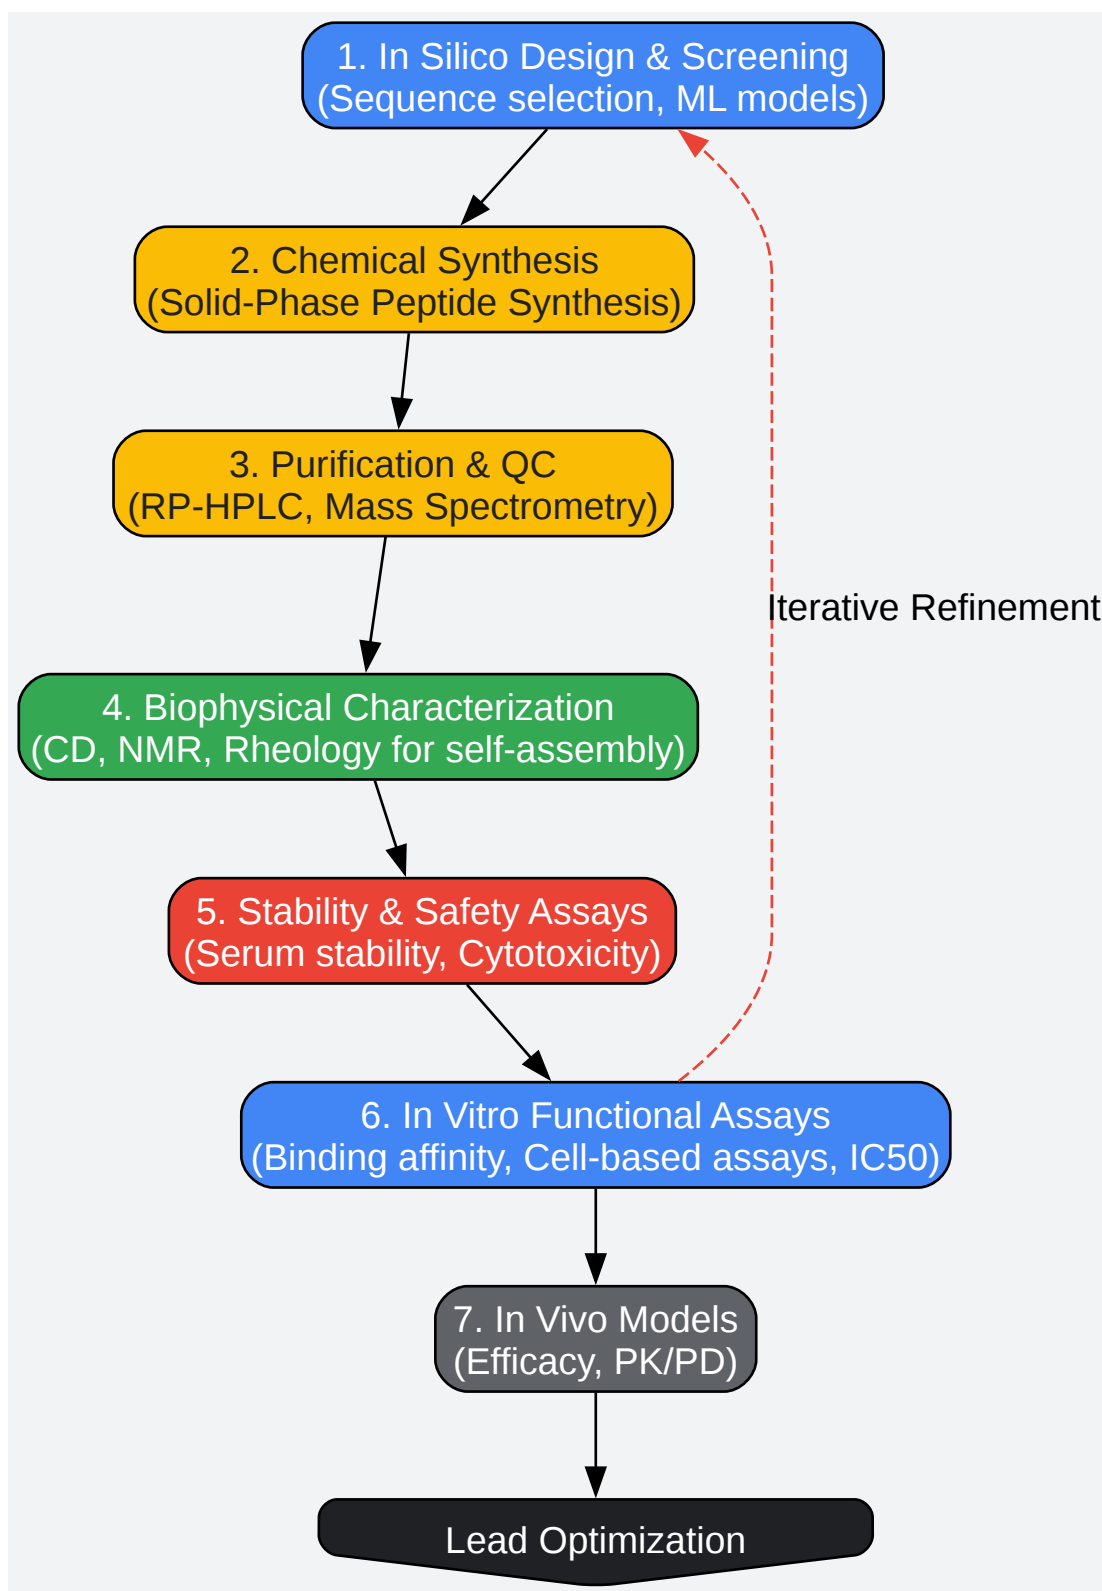 1. In Silico Design & Screening
(Sequence selection, ML models)
2. Chemical Synthesis
(Solid-Phase Peptide Synthesis)
3. Purification & QC
(RP-HPLC, Mass Spectrometry)
Iterative Refinement
4. Biophysical Characterization
(CD, NMR, Rheology for self-assembly)
5. Stability & Safety Assays
(Serum stability, Cytotoxicity)
6. In Vitro Functional Assays
(Binding affinity, Cell-based assays, IC50)
7. In Vivo Models
(Efficacy, PK/PD)
Lead Optimization